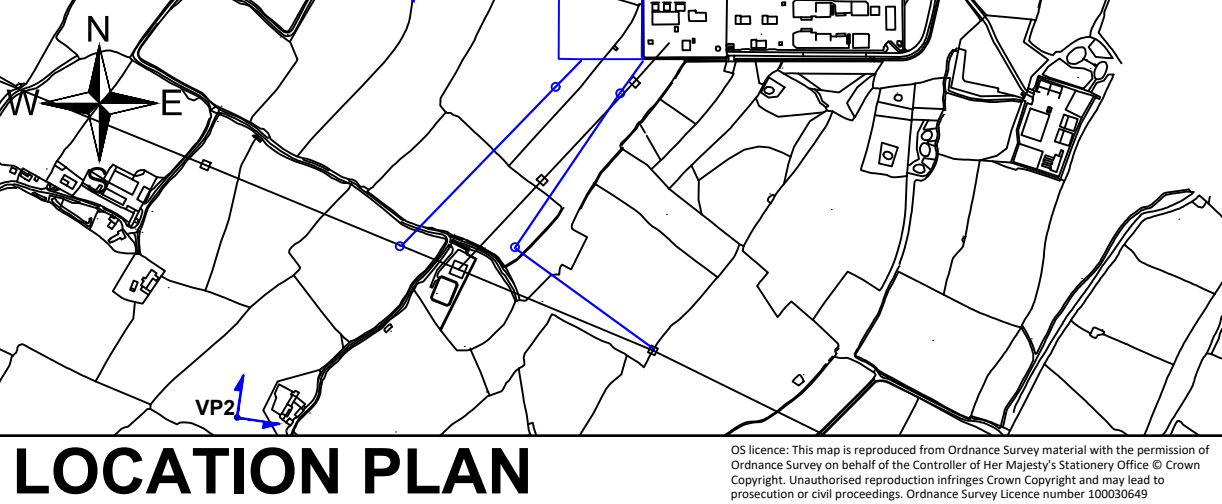 N
W E
VP2
LOCATION PLAN
OS licence: This map is reproduced from Ordnance Survey material with the permission of
Ordnance Survey on behalf of the Controller of Her Majesty's Stationery Office © Crown
Copyright. Unauthorised reproduction infringes Crown Copyright and may lead to
prosecution or civil proceedings. Ordnance Survey Licence number 100030649